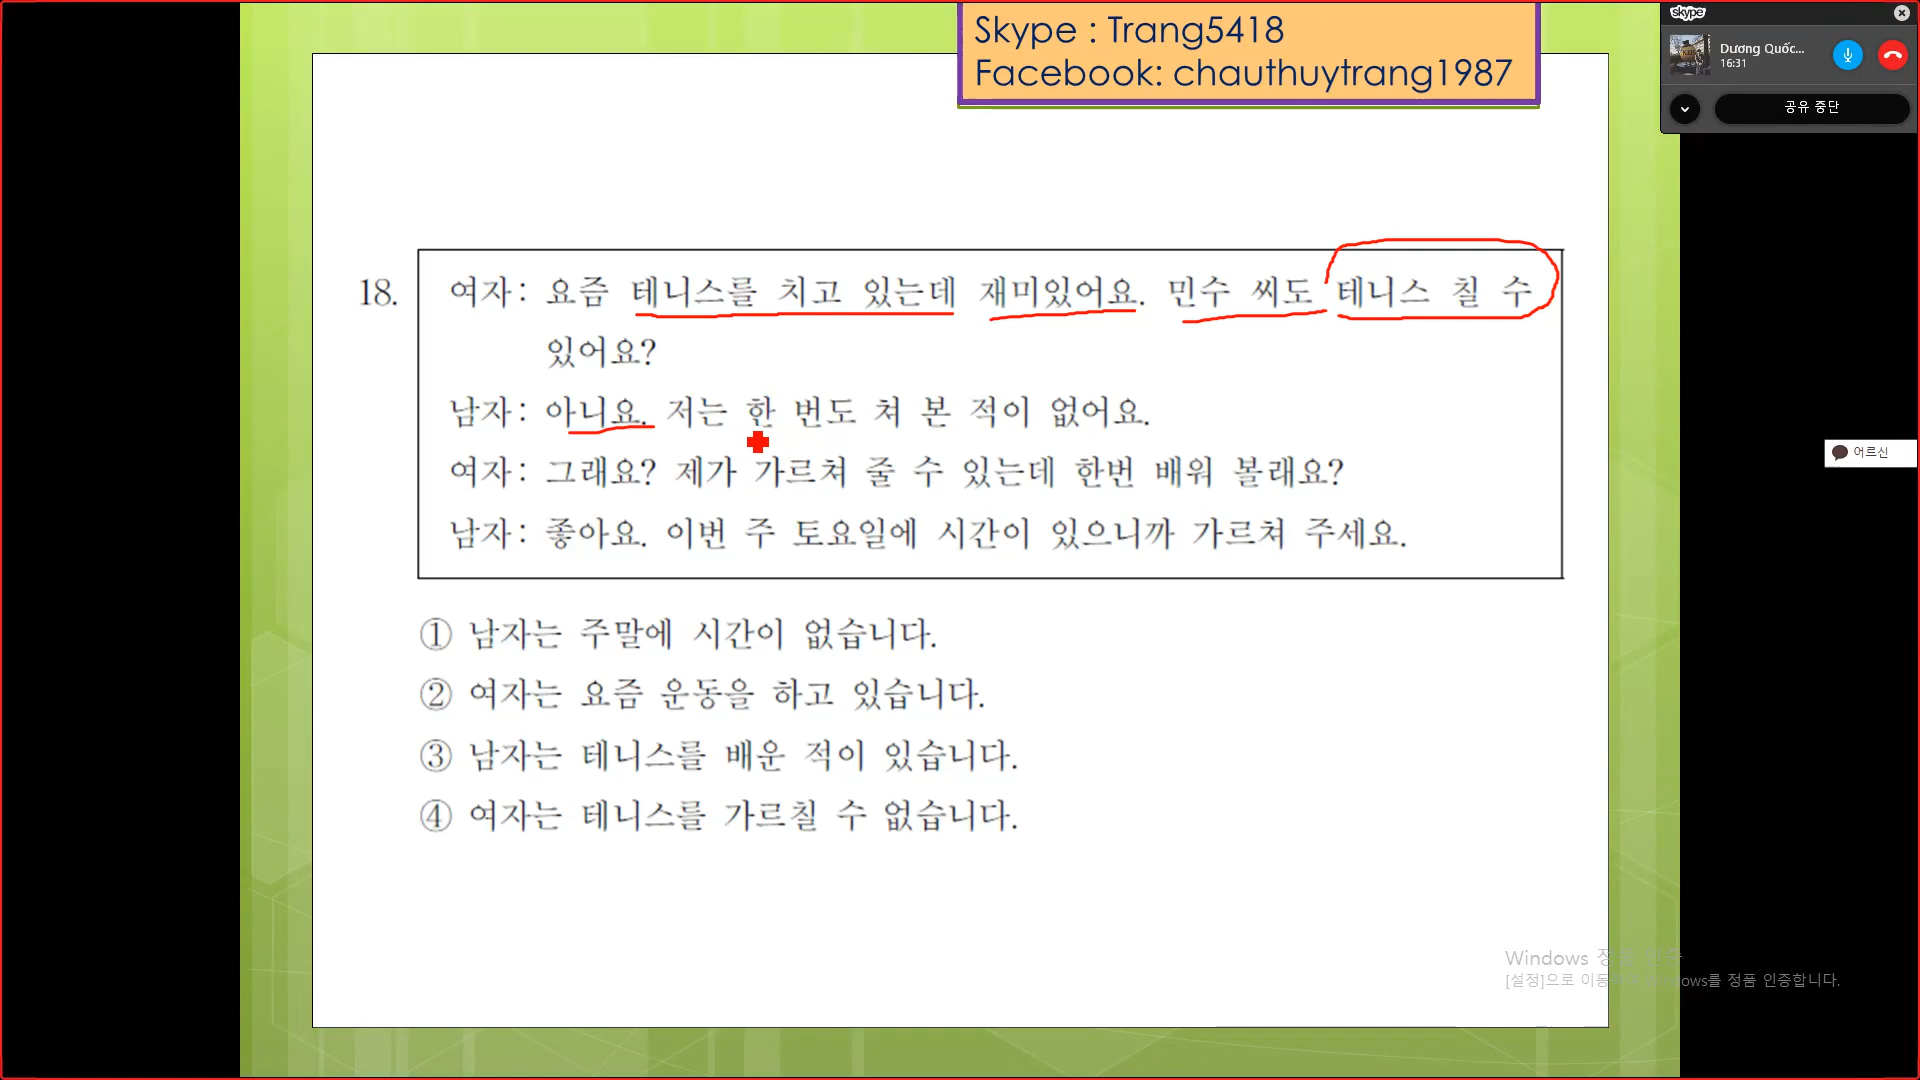 Skype : Trang5418
Facebook: chauthuytrang1987
skype
Dương Quốc...
16:31
공유 중단
18. 여자: 요즘 테니스를 치고 있는데 재미있어요. 민수 씨도 테니스 칠 수
있어요?
남자: 아니요. 저는 한 번도 쳐 본 적이 없어요.
여자: 그래요? 제가 가르쳐 줄 수 있는데 한번 배워 볼래요?
남자: 좋아요. 이번 주 토요일에 시간이 있으니까 가르쳐 주세요.
어르신
① 남자는 주말에 시간이 없습니다.
② 여자는 요즘 운동을 하고 있습니다.
③ 남자는 테니스를 배운 적이 있습니다.
④ 여자는 테니스를 가르칠 수 없습니다.
Windows 정
[설정]으로 이동 ows를 정품 인증합니다.